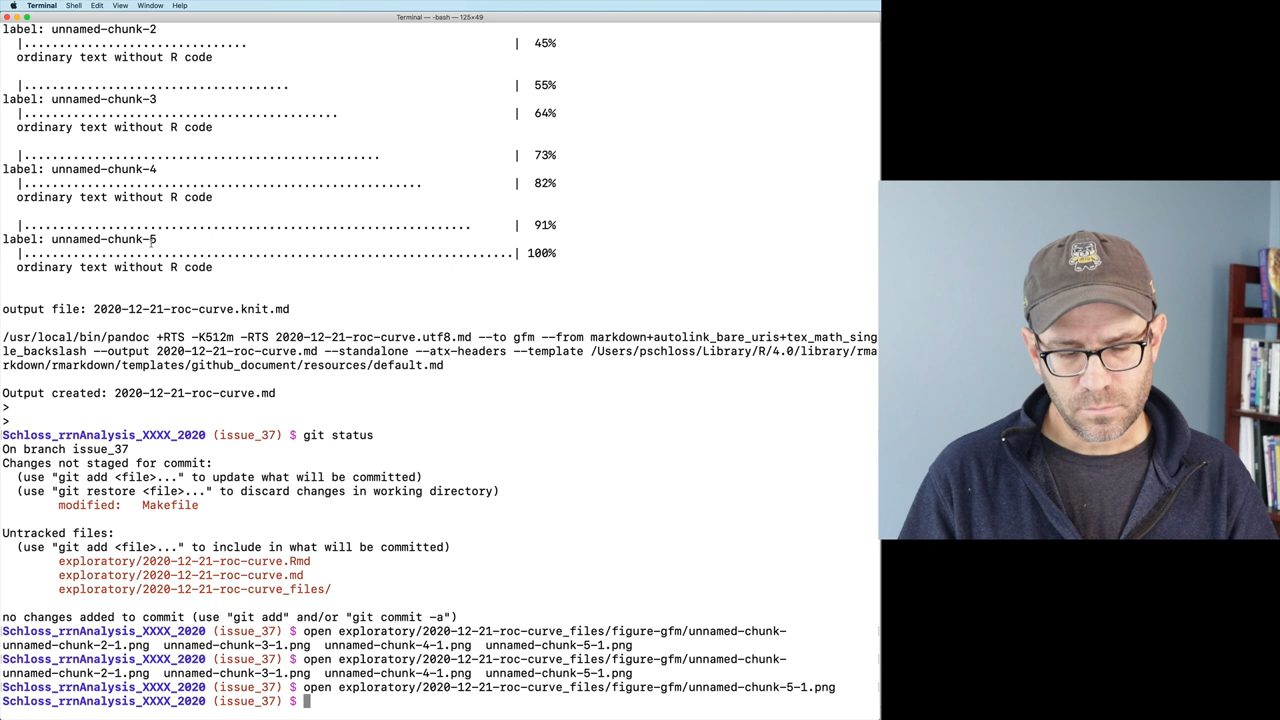 Terminal Shell Edit View Window Help
Terminal — -bash — 125×49
label: unnamed-chunk-2
|.................................. | 45%
ordinary text without R code
|.......................................... | 55%
label: unnamed-chunk-3
|................................................. | 64%
ordinary text without R code
|....................................................... | 73%
label: unnamed-chunk-4
|............................................................. | 82%
ordinary text without R code
|.................................................................... | 91%
label: unnamed-chunk-5
|..........................................................................| 100%
ordinary text without R code
output file: 2020-12-21-roc-curve.knit.md
/usr/local/bin/pandoc +RTS -K512m -RTS 2020-12-21-roc-curve.utf8.md --to gfm --from markdown+autolink_bare_uris+tex_math_sing
le_backslash --output 2020-12-21-roc-curve.md --standalone --atx-headers --template /Users/pschloss/Library/R/4.0/library/rma
rkdown/rmarkdown/templates/github_document/resources/default.md
Output created: 2020-12-21-roc-curve.md
>
>
Schloss_rrnAnalysis_XXXX_2020 (issue_37) $ git status
On branch issue_37
Changes not staged for commit:
(use "git add <file>..." to update what will be committed)
(use "git restore <file>..." to discard changes in working directory)
modified: Makefile
Untracked files:
(use "git add <file>..." to include in what will be committed)
exploratory/2020-12-21-roc-curve.Rmd
exploratory/2020-12-21-roc-curve.md
exploratory/2020-12-21-roc-curve_files/
no changes added to commit (use "git add" and/or "git commit -a")
Schloss_rrnAnalysis_XXXX_2020 (issue_37) $ open exploratory/2020-12-21-roc-curve_files/figure-gfm/unnamed-chunk-
unnamed-chunk-2-1.png unnamed-chunk-3-1.png unnamed-chunk-4-1.png unnamed-chunk-5-1.png
Schloss_rrnAnalysis_XXXX_2020 (issue_37) $ open exploratory/2020-12-21-roc-curve_files/figure-gfm/unnamed-chunk-
unnamed-chunk-2-1.png unnamed-chunk-3-1.png unnamed-chunk-4-1.png unnamed-chunk-5-1.png
Schloss_rrnAnalysis_XXXX_2020 (issue_37) $ open exploratory/2020-12-21-roc-curve_files/figure-gfm/unnamed-chunk-5-1.png
Schloss_rrnAnalysis_XXXX_2020 (issue_37) $